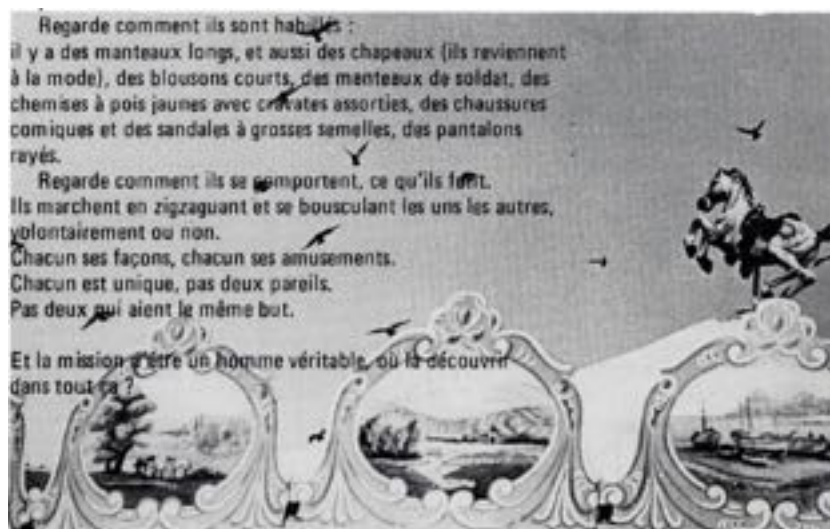 Regarde comment ils sont habillés :
il y a des manteaux longs, et aussi des chapeaux (ils reviennent
à la mode), des blousons courts, des manteaux de soldat, des
chemises à pois jaunes avec cravates assorties, des chaussures
comiques et des sandales à grosses semelles, des pantalons
rayés.
Regarde comment ils se comportent, ce qu'ils font.
Ils marchent en zigzaguant et se bousculant les uns les autres,
volontairement ou non.
Chacun ses façons, chacun ses amusements.
Chacun est unique, pas deux pareils.
Pas deux qui aient le même but.
Et la mission d'être un homme véritable, où la découvrir
dans tout ça ?